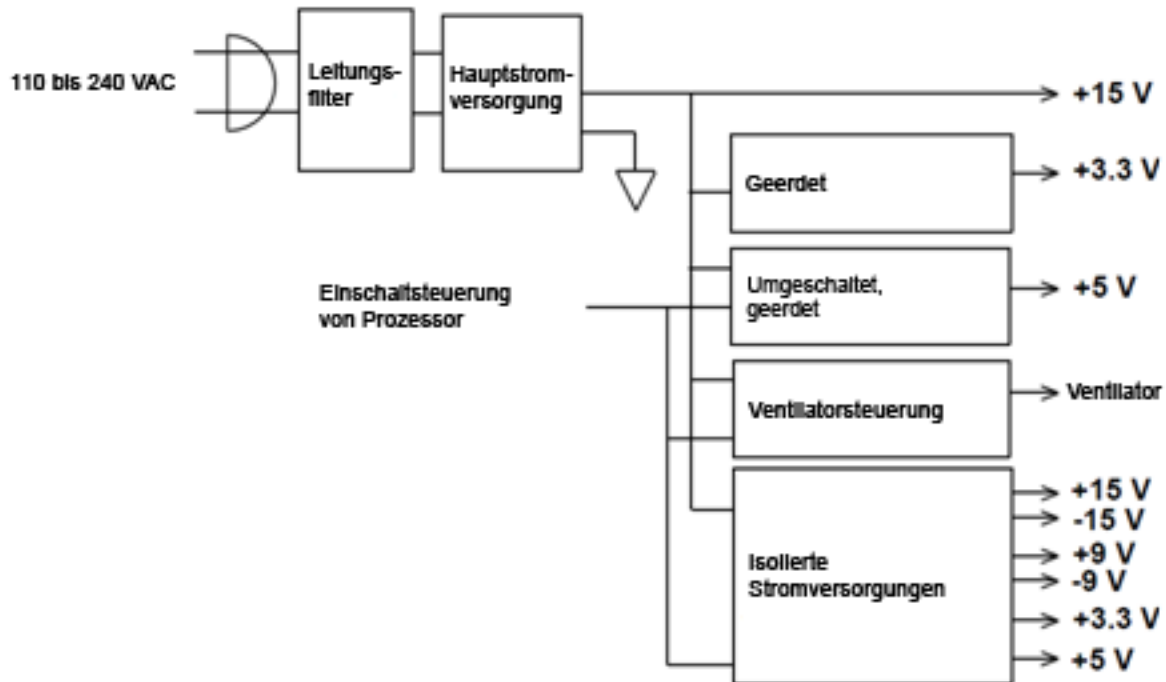 110 bis 240 VAC
Leitungs-
filter
Hauptstrom-
versorgung
+15 V
Geerdet
+3.3 V
Einschaltsteuerung
von Prozessor
Umgeschaltet,
geerdet
+5 V
Ventilatorsteuerung
Ventilator
Isolierte
Stromversorgungen
+15 V
-15 V
+9 V
-9 V
+3.3 V
+5 V